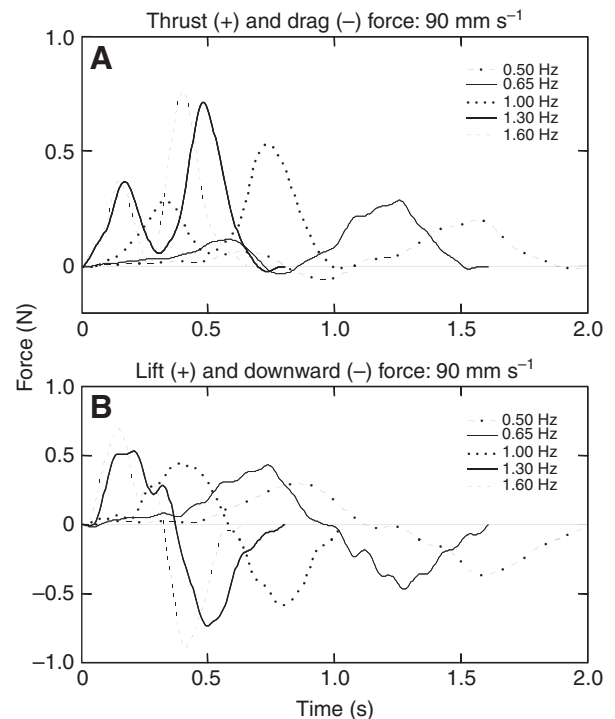 Thrust (+) and drag (–) force: 90 mm s–1
A
1.0
0.5
0
0.50 Hz
0.65 Hz
1.00 Hz
1.30 Hz
1.60 Hz
0 0.5 1.0 1.5 2.0
Force (N)
Lift (+) and downward (–) force: 90 mm s–1
B
1.0
0.5
0
–0.5
–1.0
0.50 Hz
0.65 Hz
1.00 Hz
1.30 Hz
1.60 Hz
0 0.5 1.0 1.5 2.0
Time (s)